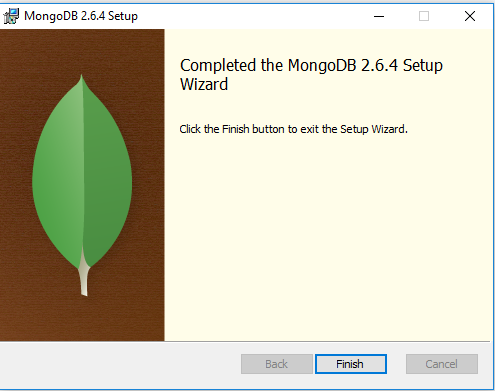 MongoDB 2.6.4 Setup
Completed the MongoDB 2.6.4 Setup
Wizard
Click the Finish button to exit the Setup Wizard.
Back Finish Cancel